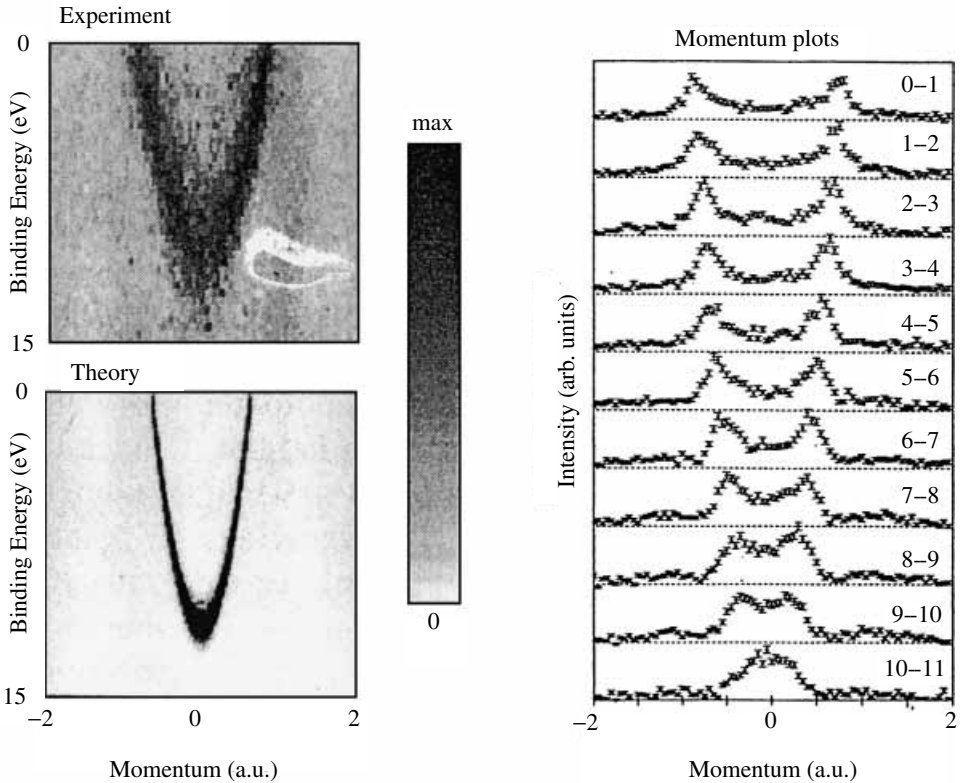 Experiment
0
Binding Energy (eV)
15
Theory
0
Binding Energy (eV)
15
−2
0
2
Momentum (a.u.)
max
0
Momentum plots
0–1
1–2
2–3
3–4
4–5
5–6
6–7
7–8
8–9
9–10
10–11
Intensity (arb. units)
−2
0
2
Momentum (a.u.)